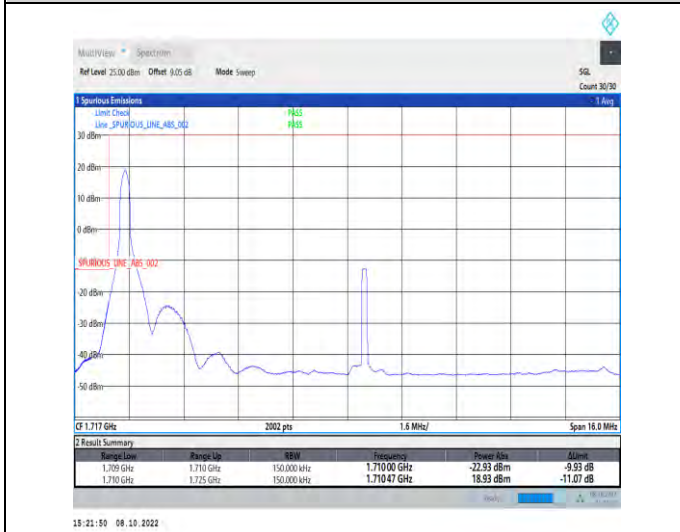 MultiView Spectrum
Ref Level 25.00 dBm Offset 9.05 dB Mode Sweep SGL
Count 30/30
1 Spurious Emissions 1 Avg
Limit Check PASS
Line _SPURIOUS_LINE_ABS_002 PASS
30 dBm
20 dBm
10 dBm
0 dBm
_SPURIOUS_LINE_ABS_002
-20 dBm
-30 dBm
-40 dBm
-50 dBm
CF 1.717 GHz 2002 pts 1.6 MHz/ Span 16.0 MHz
2 Result Summary
Range Low Range Up RBW Frequency Power Abs ΔLimit
1.709 GHz 1.710 GHz 150.000 kHz 1.71000 GHz -22.93 dBm -9.93 dB
1.710 GHz 1.725 GHz 150.000 kHz 1.71047 GHz 18.93 dBm -11.07 dB
15:21:50 08.10.2022